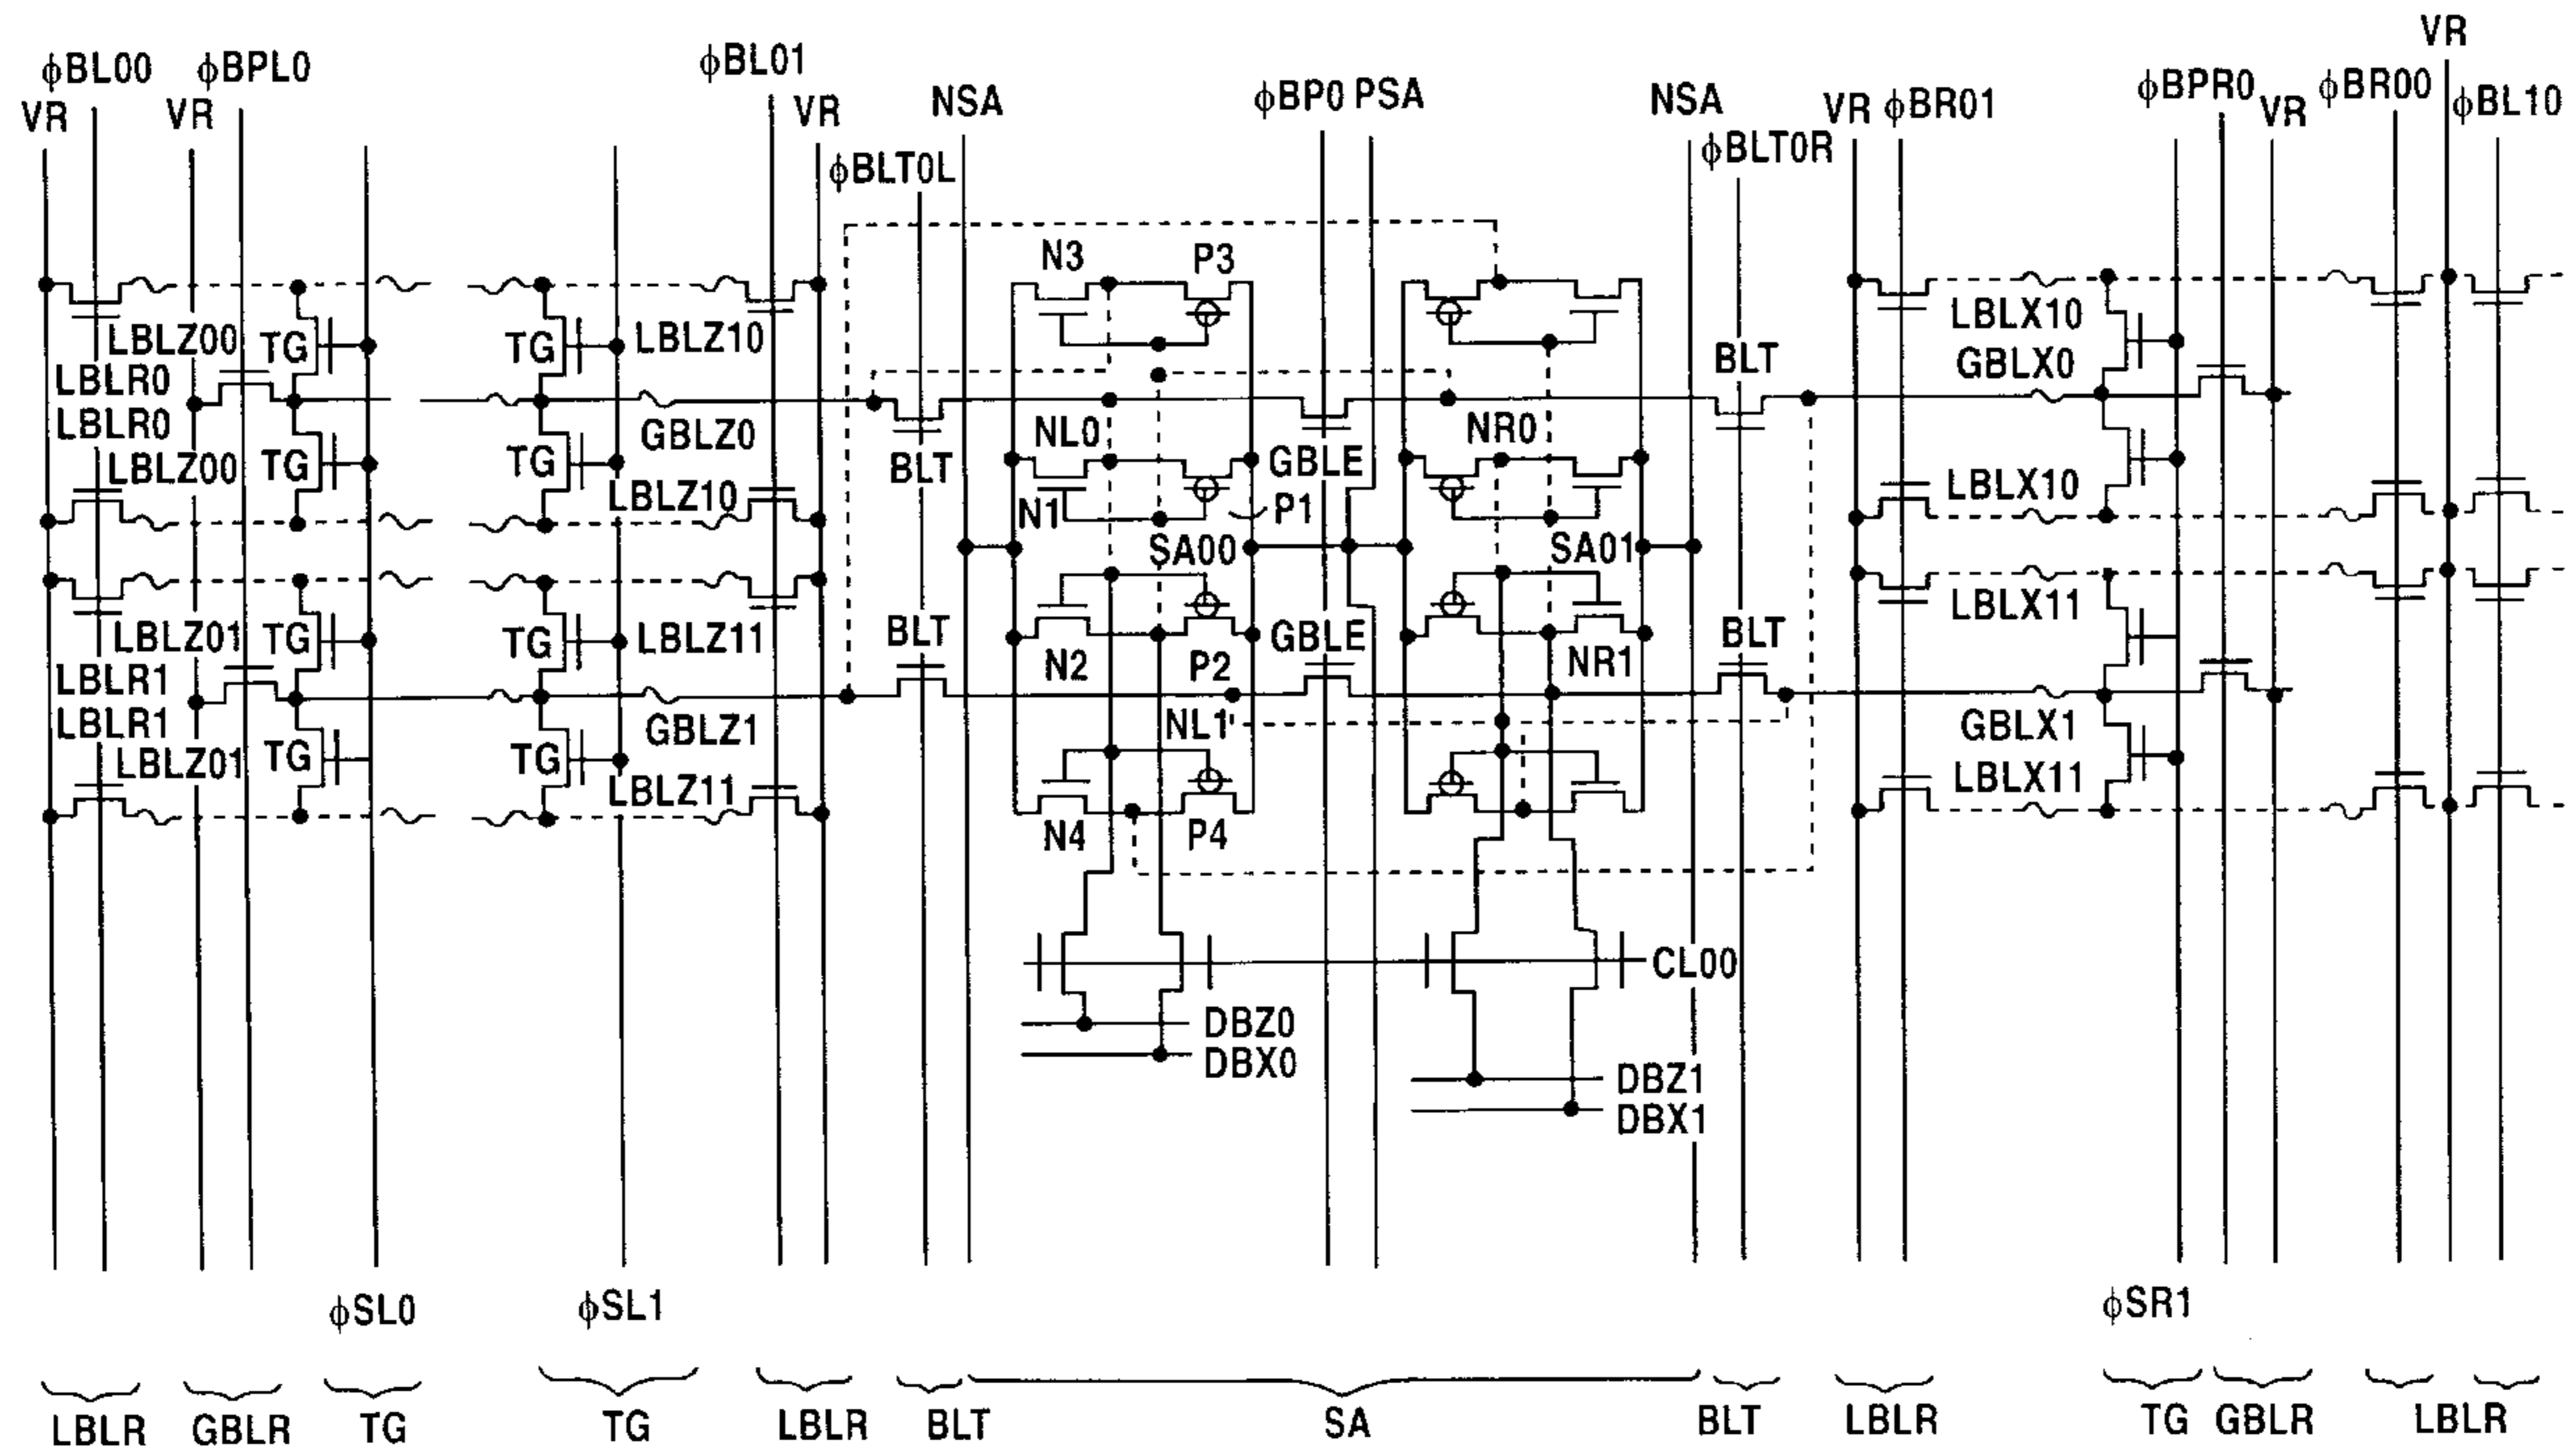 VR
φBL00 φBPL0 φBL01
VR VR VR NSA φBP0 PSA NSA VR φBR01 φBPR0 VR φBR00 φBL10
φBLT0L φBLT0R
N3 P3
LBLZ00 TG TG LBLZ10 LBLX10
LBLR0 BLT GBLX0
LBLR0 GBLZ0 NL0 NR0
LBLZ00 TG TG BLT GBLE
LBLZ10 N1 P1 LBLX10
SA00 SA01
LBLZ01 TG TG LBLZ11 BLT GBLE BLT LBLX11
N2 P2 NR1
LBLR1
LBLR1 GBLZ1 NL1 GBLX1
LBLZ01 TG TG LBLX11
LBLZ11
N4 P4
CL00
DBZ0
DBX0
DBZ1
DBX1
φSL0 φSL1 φSR1
LBLR GBLR TG TG LBLR BLT SA BLT LBLR TG GBLR LBLR